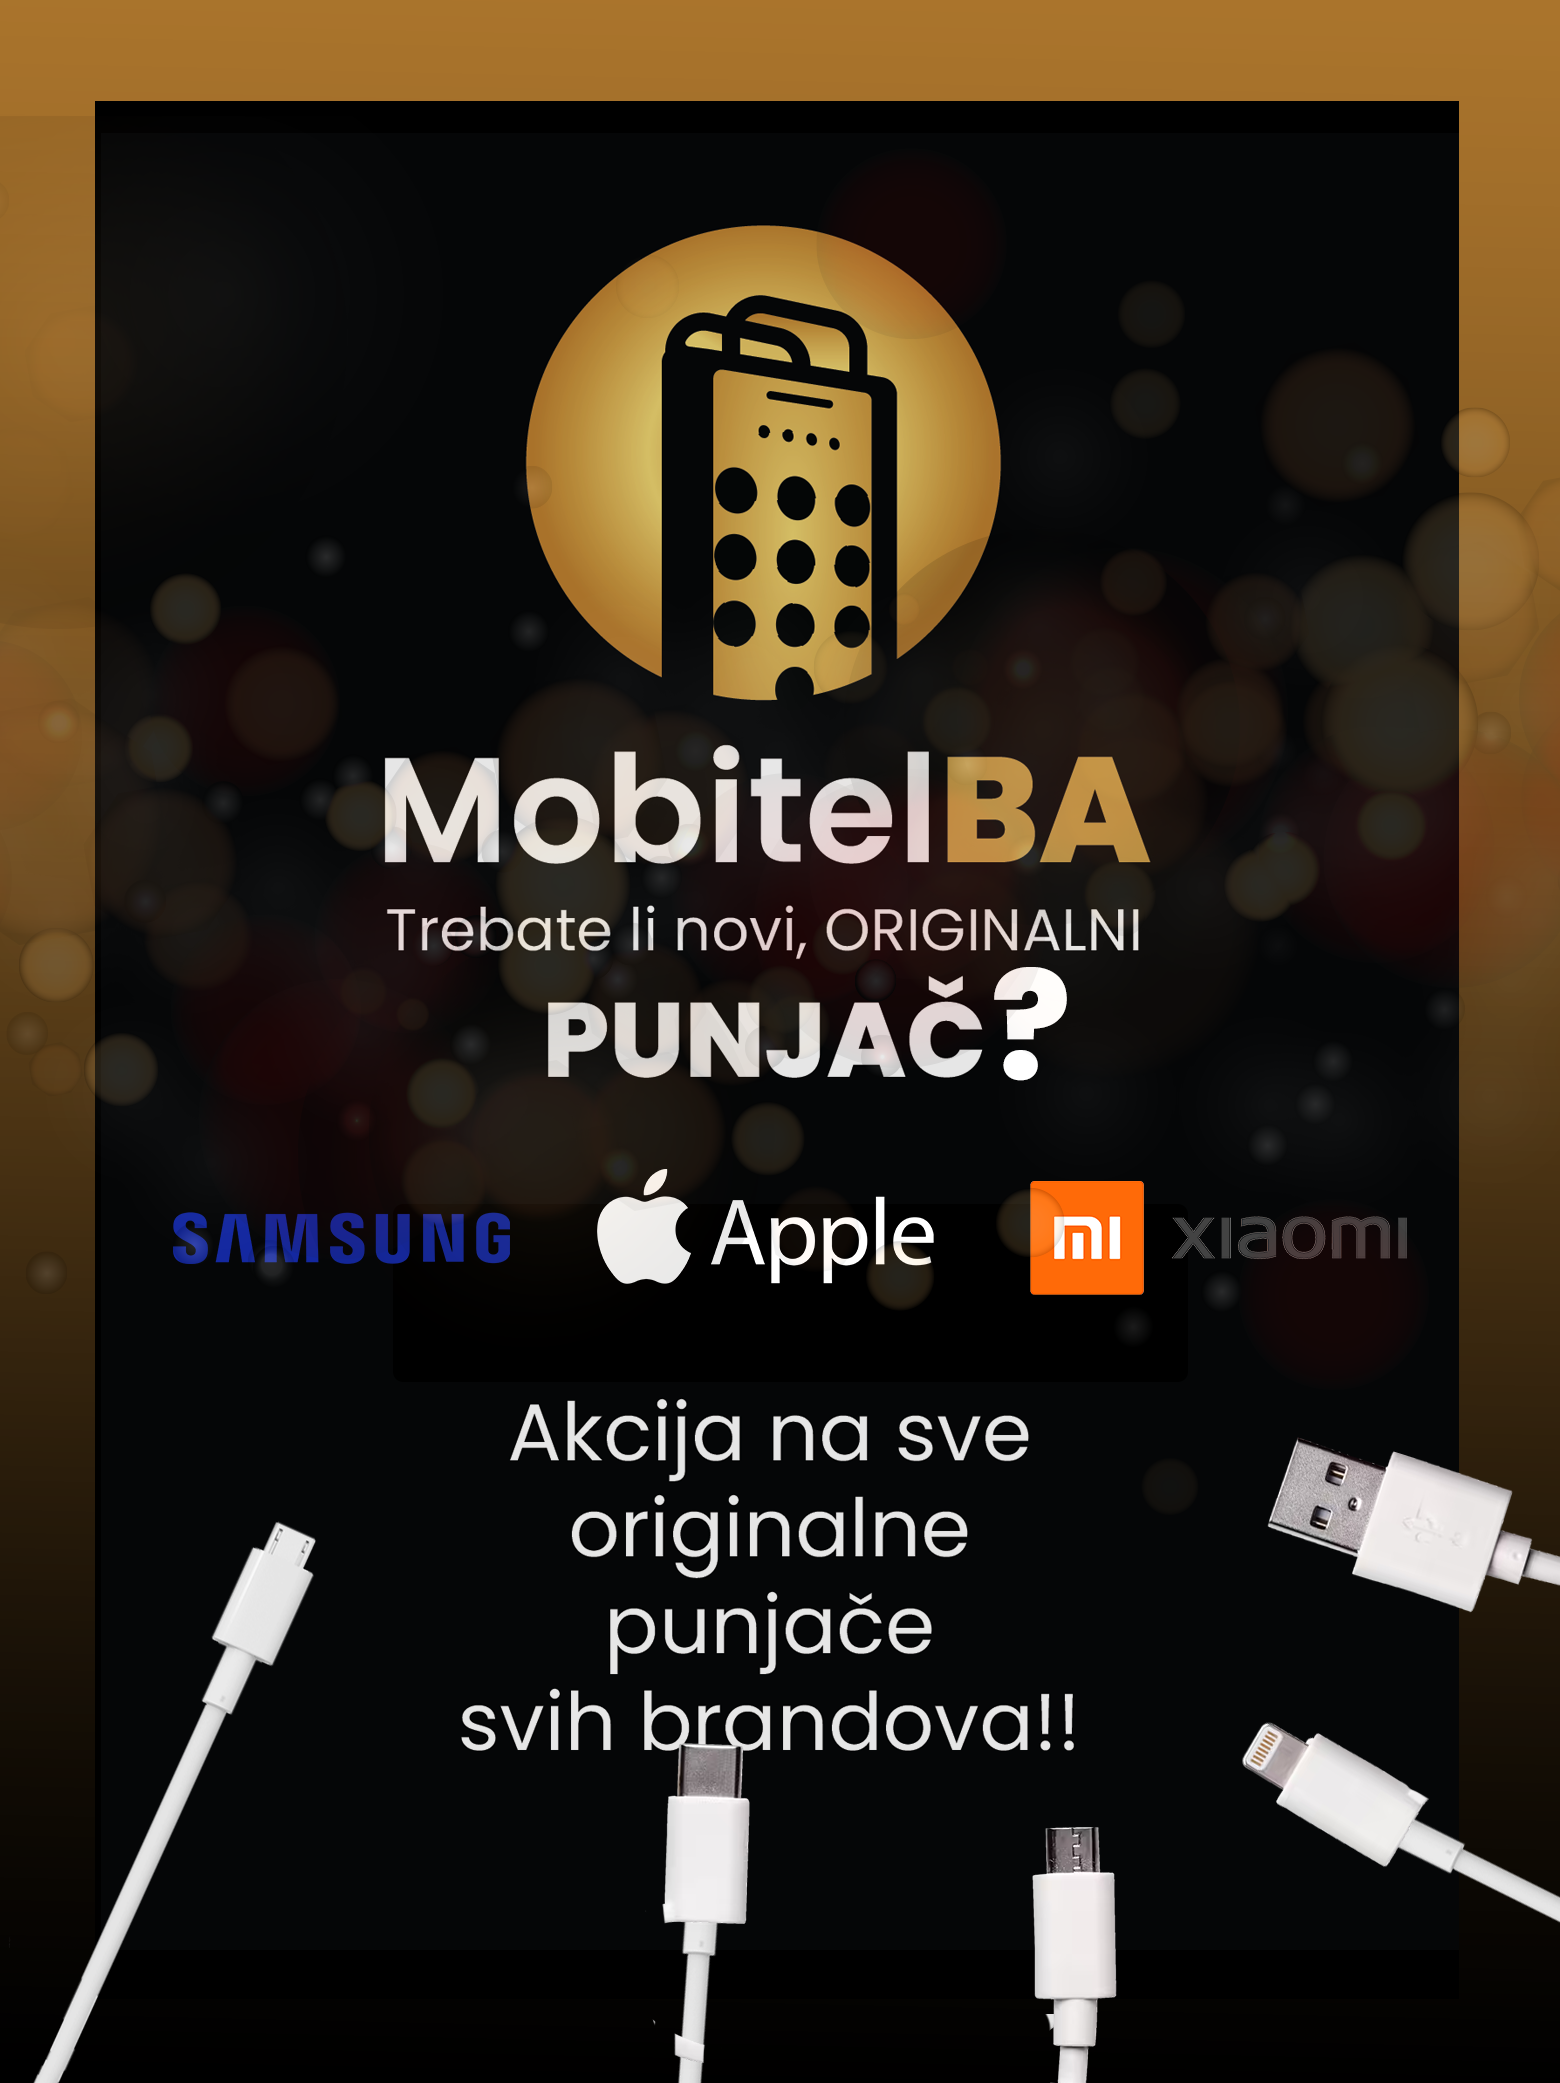 MobitelBA
Trebate li novi, ORIGINALNI
PUNJAČ?
SAMSUNG
Apple
mi xiaomi
Akcija na sve
originalne
punjače
svih brandova!!